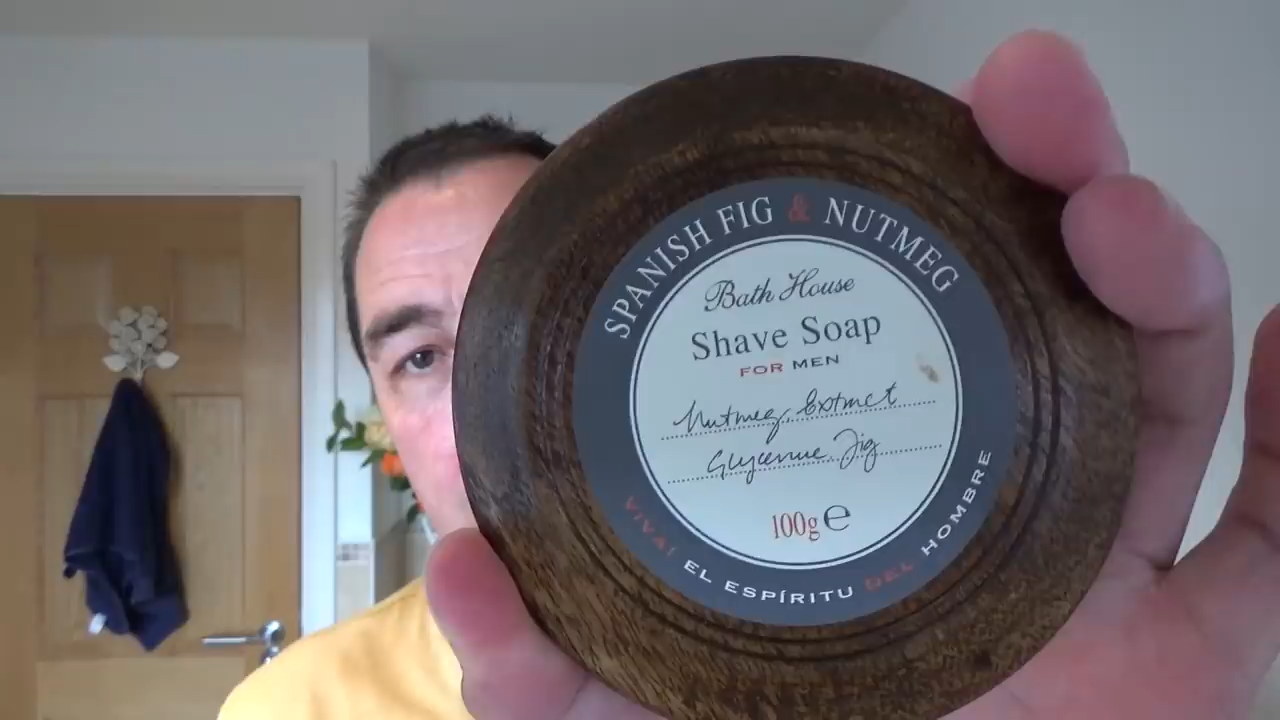 SPANISH FIG & NUTMEG
Bath House
Shave Soap
FOR MEN
Nutmeg Extract
Glycerine Fig
100g ℮
VIVA! EL ESPÍRITU DEL HOMBRE